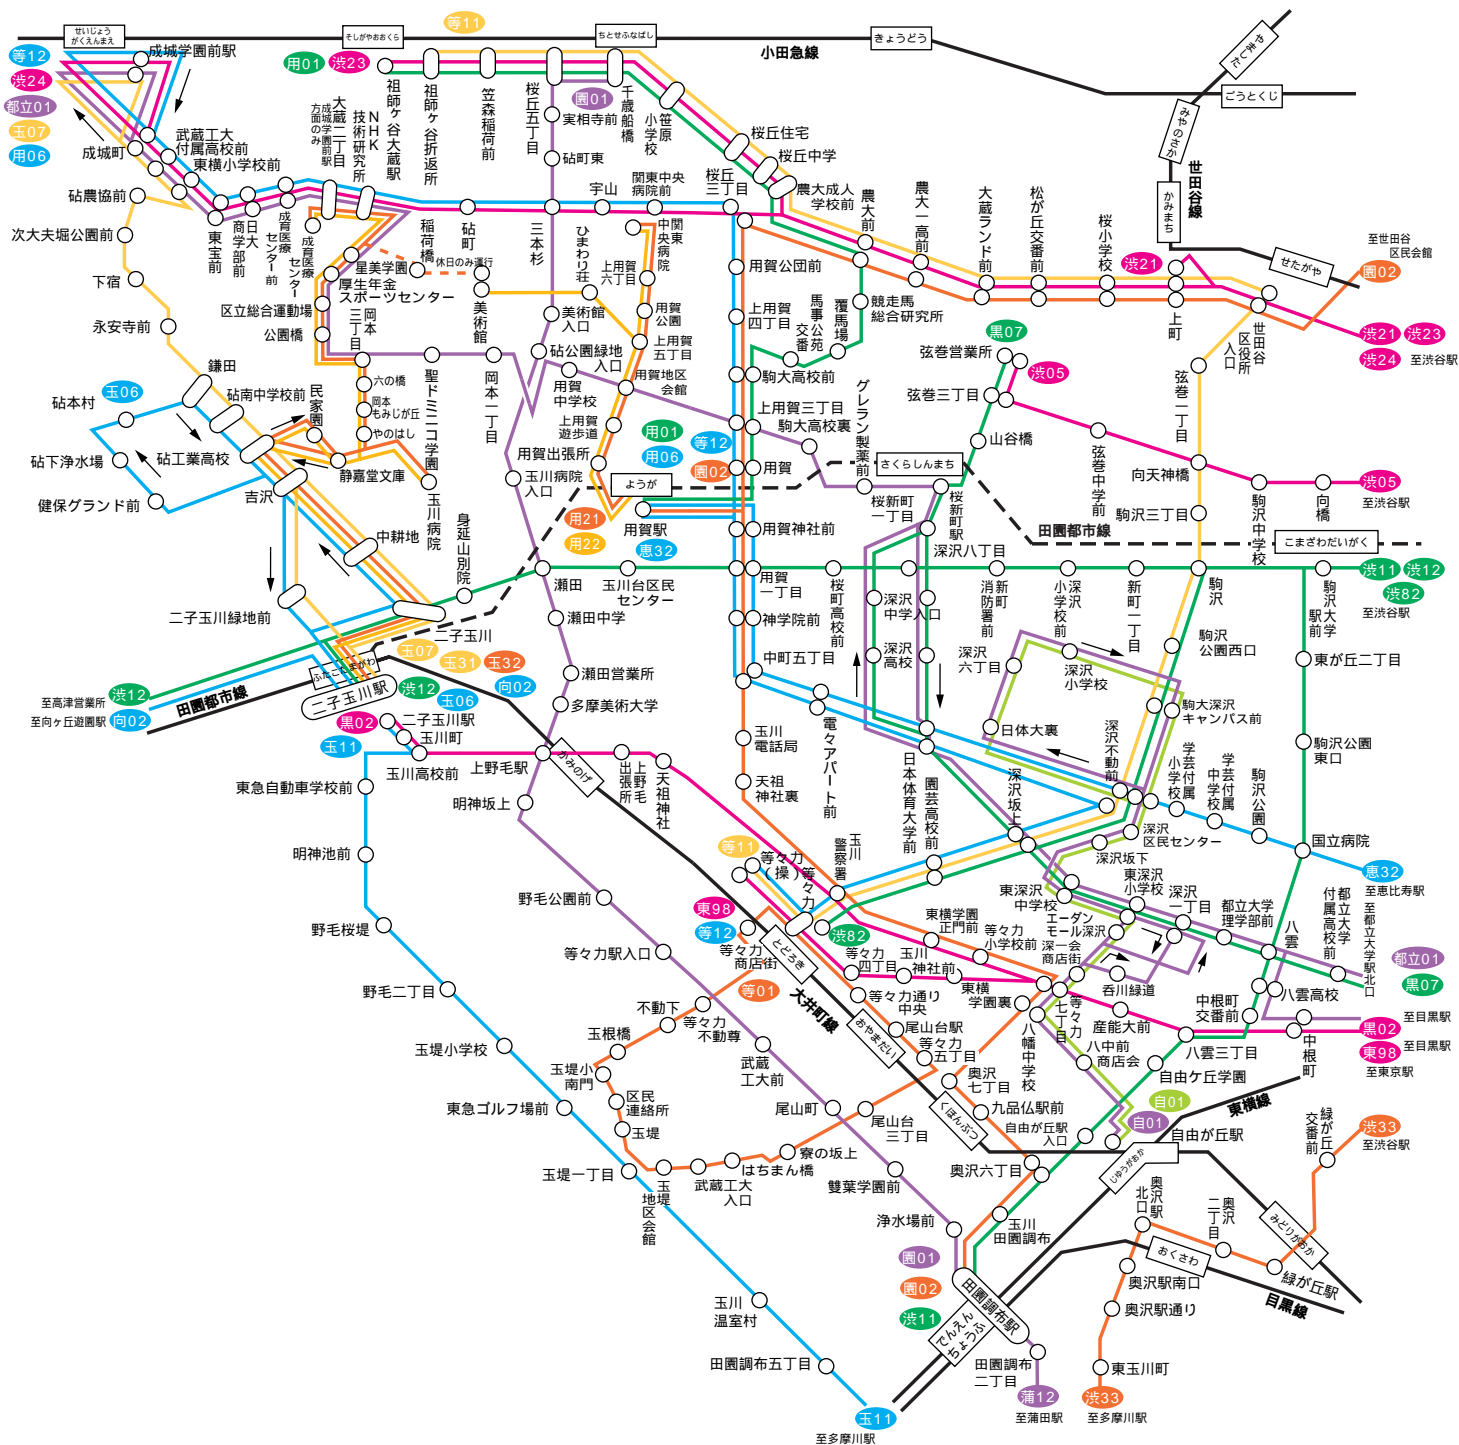 せいじょう
がくえんまえ
そしがやおおくら
等11
ちとせふなばし
小田急線
きょうどう
やました
ごうとくじ
みやのさか
世田谷線
かみまち
せたがや
至世田谷
区民会館
園02
等12
渋24
都立01
玉07
用06
成城学園前駅
用01
渋23
園01
成城町
武蔵工大
付属高校前
東横小学校前
成城学園前駅
方面のみ
大蔵二丁目
NHK
技術研究所
祖師ヶ谷大蔵駅
祖師ヶ谷折返所
笠森稲荷前
桜丘五丁目
実相寺前
砧町東
千歳船橋
笹原
小学校
桜丘住宅
桜丘中学
桜丘
三丁目
農大成人
学校前
関東中央
病院前
宇山
農大前
農大一高前
大蔵ランド前
松が丘交番前
桜小学校
渋21
上町
世田谷
区役所
入口
渋21
渋23
渋24
至渋谷駅
砧農協前
次大夫堀公園前
下宿
永安寺前
鎌田
東宝前
日大
商学部前
成育医療
センター前
成育医療
センター
星美学園
厚生年金
スポーツセンター
稲荷橋
休日のみ運行
砧町
美術館
三本杉
ひまわり荘
関東
中央病院
上用賀
六丁目
用賀
公園
上用賀
五丁目
用賀公団前
上用賀
四丁目
馬事公苑
交番
覆馬場
競走馬
総合研究所
駒大高校前
区立総合運動場
公園橋
岡本
三丁目
六の橋
岡本
もみじが丘
やのはし
聖ドミニコ学園
岡本一丁目
美術館
入口
砧公園緑地
入口
用賀
中学校
用賀地区
会館
上用賀
遊歩道
用賀出張所
上用賀三丁目
駒大高校裏
グレラン製薬前
黒07
弦巻営業所
渋05
弦巻三丁目
山谷橋
弦巻中学前
弦巻二丁目
向天神橋
駒沢三丁目
駒沢中学校
向橋
渋05
至渋谷駅
玉06
砧本村
砧南中学校前
民家園
砧下浄水場
砧工業高校
静嘉堂文庫
健保グランド前
吉沢
玉川病院
玉川病院
入口
ようが
用01
用06
等12
園02
用賀
用21
用22
用賀駅
恵32
用賀神社前
桜新町
一丁目
さくらしんまち
桜新町駅
田園都市線
こまざわだいがく
中耕地
身延山別院
二子玉川緑地前
二子玉川
瀬田
玉川台区民
センター
用賀
一丁目
桜町高校前
深沢八丁目
新町
消防署前
深沢
小学校前
新町一丁目
駒沢
駒沢大学
駅前
渋11
渋12
渋82
至渋谷駅
瀬田中学
瀬田営業所
多摩美術大学
神学院前
中町五丁目
深沢
中学入口
深沢
高校
深沢
六丁目
深沢
小学校
駒沢
公園西口
東が丘二丁目
ふたこたまがわ
二子玉川駅
玉07
玉31
玉32
渋12
玉06
向02
至高津営業所
渋12
至向ヶ丘遊園駅
向02
田園都市線
黒02
玉11
二子玉川駅
玉川町
玉川高校前
上野毛駅
かみのげ
上野毛
出張所
天祖神社
玉川
電話局
天祖
神社裏
電々アパート前
日体大裏
駒大深沢
キャンパス前
深沢不動前
学芸付属
小学校
学芸付属
中学校
駒沢公園
駒沢公園
東口
国立病院
恵32
至恵比寿駅
東急自動車学校前
明神坂上
明神池前
野毛公園前
野毛桜堤
等々力駅入口
野毛二丁目
日本体育大学前
園芸高校前
深沢坂上
深沢
区民センター
深沢坂下
東深沢
小学校
東深沢
中学校
等11
等々力
(操)
等々力
玉川
警察署
渋82
東98
等12
等々力
商店街
等01
とどろき
大井町線
東横学園
正門前
等々力
小学校前
等々力
四丁目
玉川
神社前
東横
学園裏
エーダン
モール深沢
深一会
商店街
深沢
一丁目
都立大学
理学部前
八雲
都立大学
付属高校前
至都立大学駅北口
都立01
黒07
呑川緑道
中根町
交番前
八雲高校
至目黒駅
黒02
至目黒駅
東98
至東京駅
中根町
八雲三丁目
産能大前
等々力
七丁目
八幡中学校
八中前
商店会
自由ケ丘学園
不動下
等々力
不動尊
玉根橋
玉堤小学校
玉堤小
南門
武蔵
工大前
等々力通り
中央
おやまだい
尾山台駅
等々力
五丁目
奥沢
七丁目
くほんぶつ
九品仏駅前
自由が丘駅
入口
自01
自01
東横線
自由が丘駅
じゆうがおか
緑が丘
交番前
渋33
至渋谷駅
区民
連絡所
玉堤
東急ゴルフ場前
尾山町
尾山台
三丁目
寮の坂上
はちまん橋
武蔵工大
入口
玉堤
地区会館
玉堤一丁目
雙葉学園前
奥沢六丁目
浄水場前
玉川
田園調布
奥沢駅
北口
奥沢
二丁目
みどりがおか
おくさわ
緑が丘駅
目黒線
奥沢駅南口
奥沢駅通り
園01
園02
渋11
田園調布駅
でんえん
ちょうふ
玉川
温室村
田園調布五丁目
田園調布
二丁目
東玉川町
玉11
至多摩川駅
蒲12
至蒲田駅
渋33
至多摩川駅